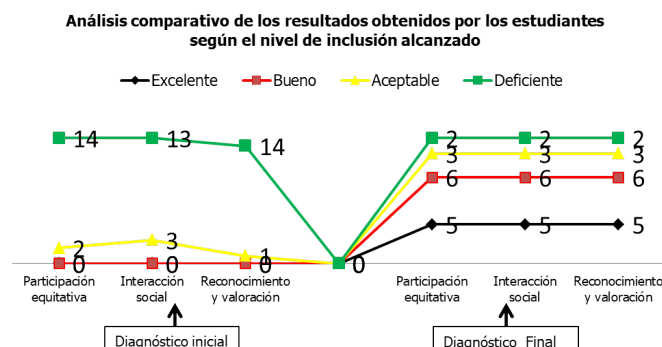 Análisis comparativo de los resultados obtenidos por los estudiantes
según el nivel de inclusión alcanzado
Excelente Bueno Aceptable Deficiente
14 13 14 2 2 2
3 3 3
6 6 6
5 5 5
2 3 1
0 0 0 0
Participación equitativa
Interacción social
Reconocimiento y valoración
Participación equitativa
Interacción social
Reconocimiento y valoración
Diagnóstico inicial
Diagnóstico Final